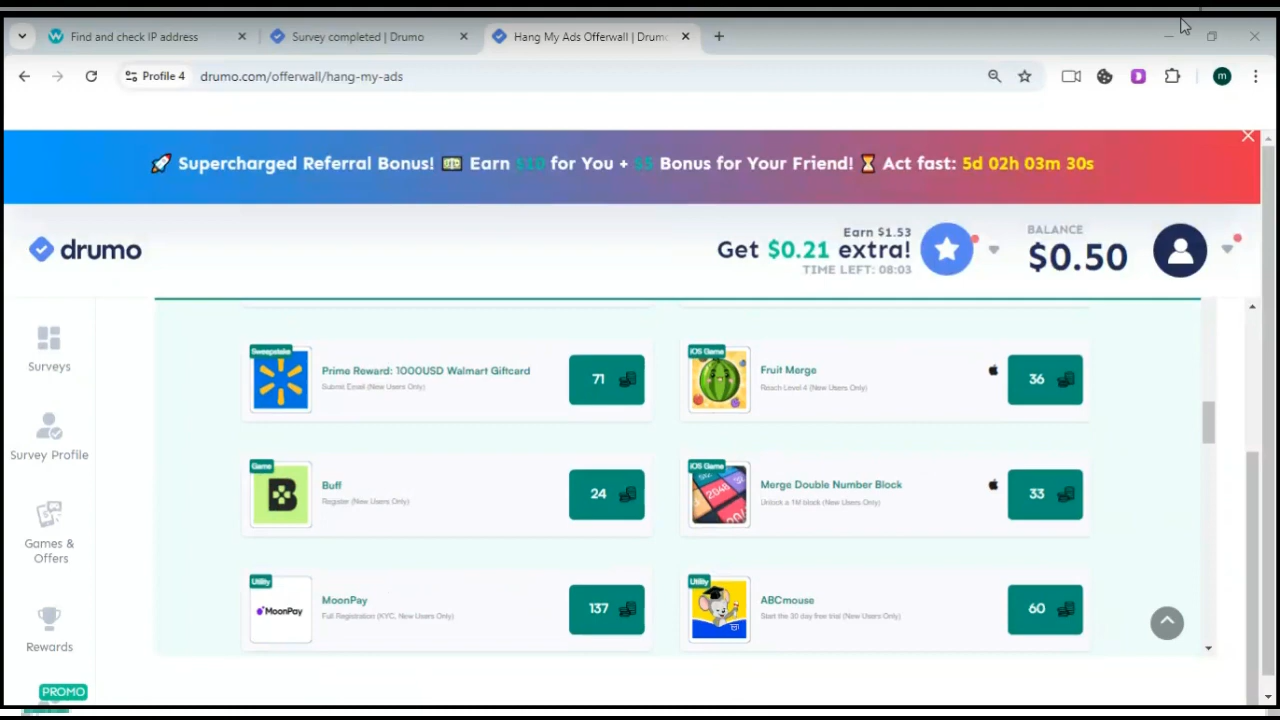 Find and check IP address
Survey completed | Drumo
Hang My Ads Offerwall | Drumo
Profile 4
drumo.com/offerwall/hang-my-ads
m
🚀 Supercharged Referral Bonus! 💵 Earn $10 for You + $5 Bonus for Your Friend! ⏳ Act fast: 5d 02h 03m 30s
drumo
Earn $1.53
Get $0.21 extra!
TIME LEFT: 08:03
BALANCE
$0.50
Surveys
Survey Profile
Games &
Offers
Rewards
PROMO
Sweepstake
Prime Reward: 1000USD Walmart Giftcard
Submit Email (New Users Only)
71
iOS Game
Fruit Merge
Reach Level 4 (New Users Only)
36
Game
Buff
Register (New Users Only)
24
iOS Game
Merge Double Number Block
Unlock a 1M block (New Users Only)
33
Utility
MoonPay
MoonPay
Full Registration (KYC, New Users Only)
137
Utility
ABCmouse
Start the 30 day free trial (New Users Only)
60